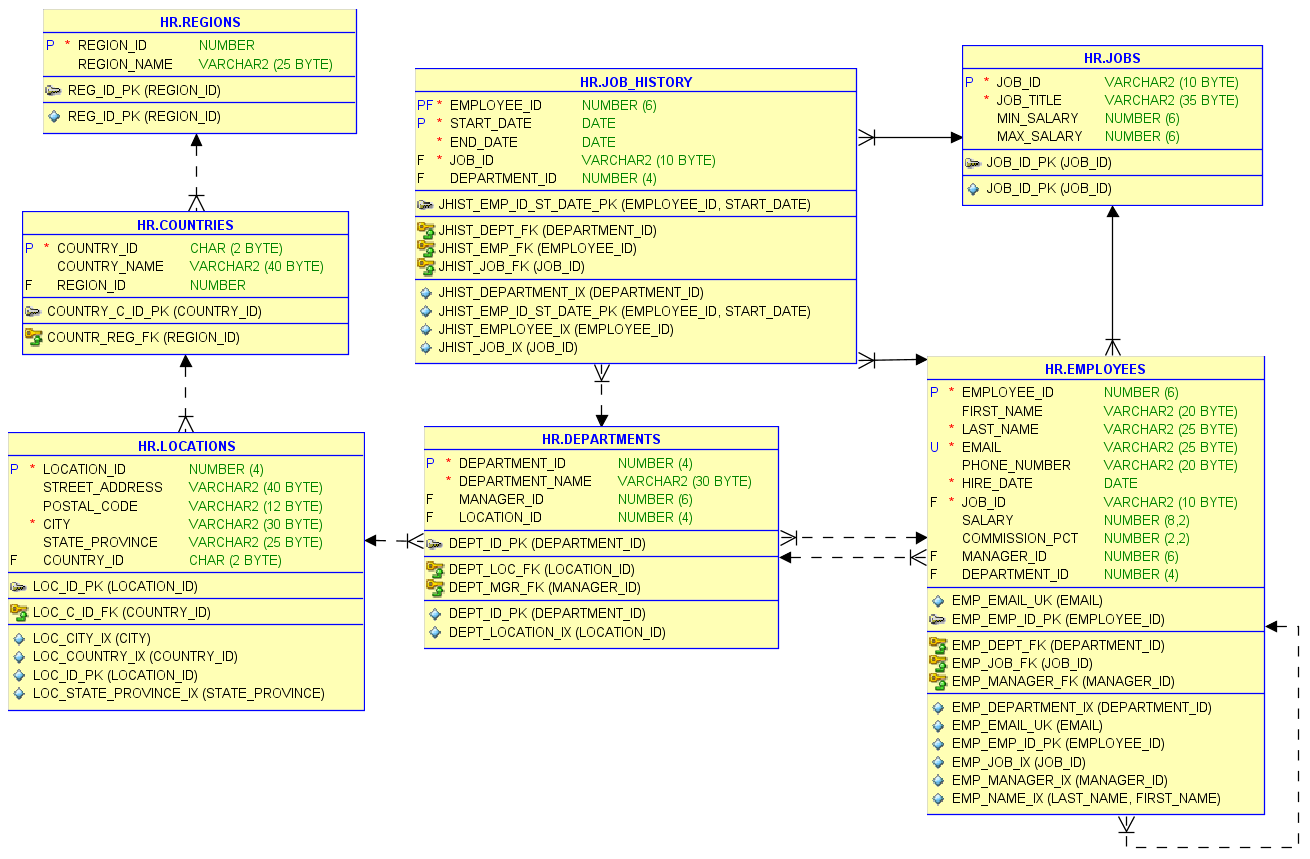 HR.REGIONS
P * REGION_ID NUMBER
REGION_NAME VARCHAR2 (25 BYTE)
REG_ID_PK (REGION_ID)
REG_ID_PK (REGION_ID)
HR.COUNTRIES
P * COUNTRY_ID CHAR (2 BYTE)
COUNTRY_NAME VARCHAR2 (40 BYTE)
F REGION_ID NUMBER
COUNTRY_C_ID_PK (COUNTRY_ID)
COUNTR_REG_FK (REGION_ID)
HR.LOCATIONS
P * LOCATION_ID NUMBER (4)
STREET_ADDRESS VARCHAR2 (40 BYTE)
POSTAL_CODE VARCHAR2 (12 BYTE)
* CITY VARCHAR2 (30 BYTE)
STATE_PROVINCE VARCHAR2 (25 BYTE)
F COUNTRY_ID CHAR (2 BYTE)
LOC_ID_PK (LOCATION_ID)
LOC_C_ID_FK (COUNTRY_ID)
LOC_CITY_IX (CITY)
LOC_COUNTRY_IX (COUNTRY_ID)
LOC_ID_PK (LOCATION_ID)
LOC_STATE_PROVINCE_IX (STATE_PROVINCE)
HR.JOB_HISTORY
PF * EMPLOYEE_ID NUMBER (6)
P * START_DATE DATE
* END_DATE DATE
F * JOB_ID VARCHAR2 (10 BYTE)
F DEPARTMENT_ID NUMBER (4)
JHIST_EMP_ID_ST_DATE_PK (EMPLOYEE_ID, START_DATE)
JHIST_DEPT_FK (DEPARTMENT_ID)
JHIST_EMP_FK (EMPLOYEE_ID)
JHIST_JOB_FK (JOB_ID)
JHIST_DEPARTMENT_IX (DEPARTMENT_ID)
JHIST_EMP_ID_ST_DATE_PK (EMPLOYEE_ID, START_DATE)
JHIST_EMPLOYEE_IX (EMPLOYEE_ID)
JHIST_JOB_IX (JOB_ID)
HR.DEPARTMENTS
P * DEPARTMENT_ID NUMBER (4)
* DEPARTMENT_NAME VARCHAR2 (30 BYTE)
F MANAGER_ID NUMBER (6)
F LOCATION_ID NUMBER (4)
DEPT_ID_PK (DEPARTMENT_ID)
DEPT_LOC_FK (LOCATION_ID)
DEPT_MGR_FK (MANAGER_ID)
DEPT_ID_PK (DEPARTMENT_ID)
DEPT_LOCATION_IX (LOCATION_ID)
HR.JOBS
P * JOB_ID VARCHAR2 (10 BYTE)
* JOB_TITLE VARCHAR2 (35 BYTE)
MIN_SALARY NUMBER (6)
MAX_SALARY NUMBER (6)
JOB_ID_PK (JOB_ID)
JOB_ID_PK (JOB_ID)
HR.EMPLOYEES
P * EMPLOYEE_ID NUMBER (6)
FIRST_NAME VARCHAR2 (20 BYTE)
* LAST_NAME VARCHAR2 (25 BYTE)
U * EMAIL VARCHAR2 (25 BYTE)
PHONE_NUMBER VARCHAR2 (20 BYTE)
* HIRE_DATE DATE
F * JOB_ID VARCHAR2 (10 BYTE)
SALARY NUMBER (8,2)
COMMISSION_PCT NUMBER (2,2)
F MANAGER_ID NUMBER (6)
F DEPARTMENT_ID NUMBER (4)
EMP_EMAIL_UK (EMAIL)
EMP_EMP_ID_PK (EMPLOYEE_ID)
EMP_DEPT_FK (DEPARTMENT_ID)
EMP_JOB_FK (JOB_ID)
EMP_MANAGER_FK (MANAGER_ID)
EMP_DEPARTMENT_IX (DEPARTMENT_ID)
EMP_EMAIL_UK (EMAIL)
EMP_EMP_ID_PK (EMPLOYEE_ID)
EMP_JOB_IX (JOB_ID)
EMP_MANAGER_IX (MANAGER_ID)
EMP_NAME_IX (LAST_NAME, FIRST_NAME)